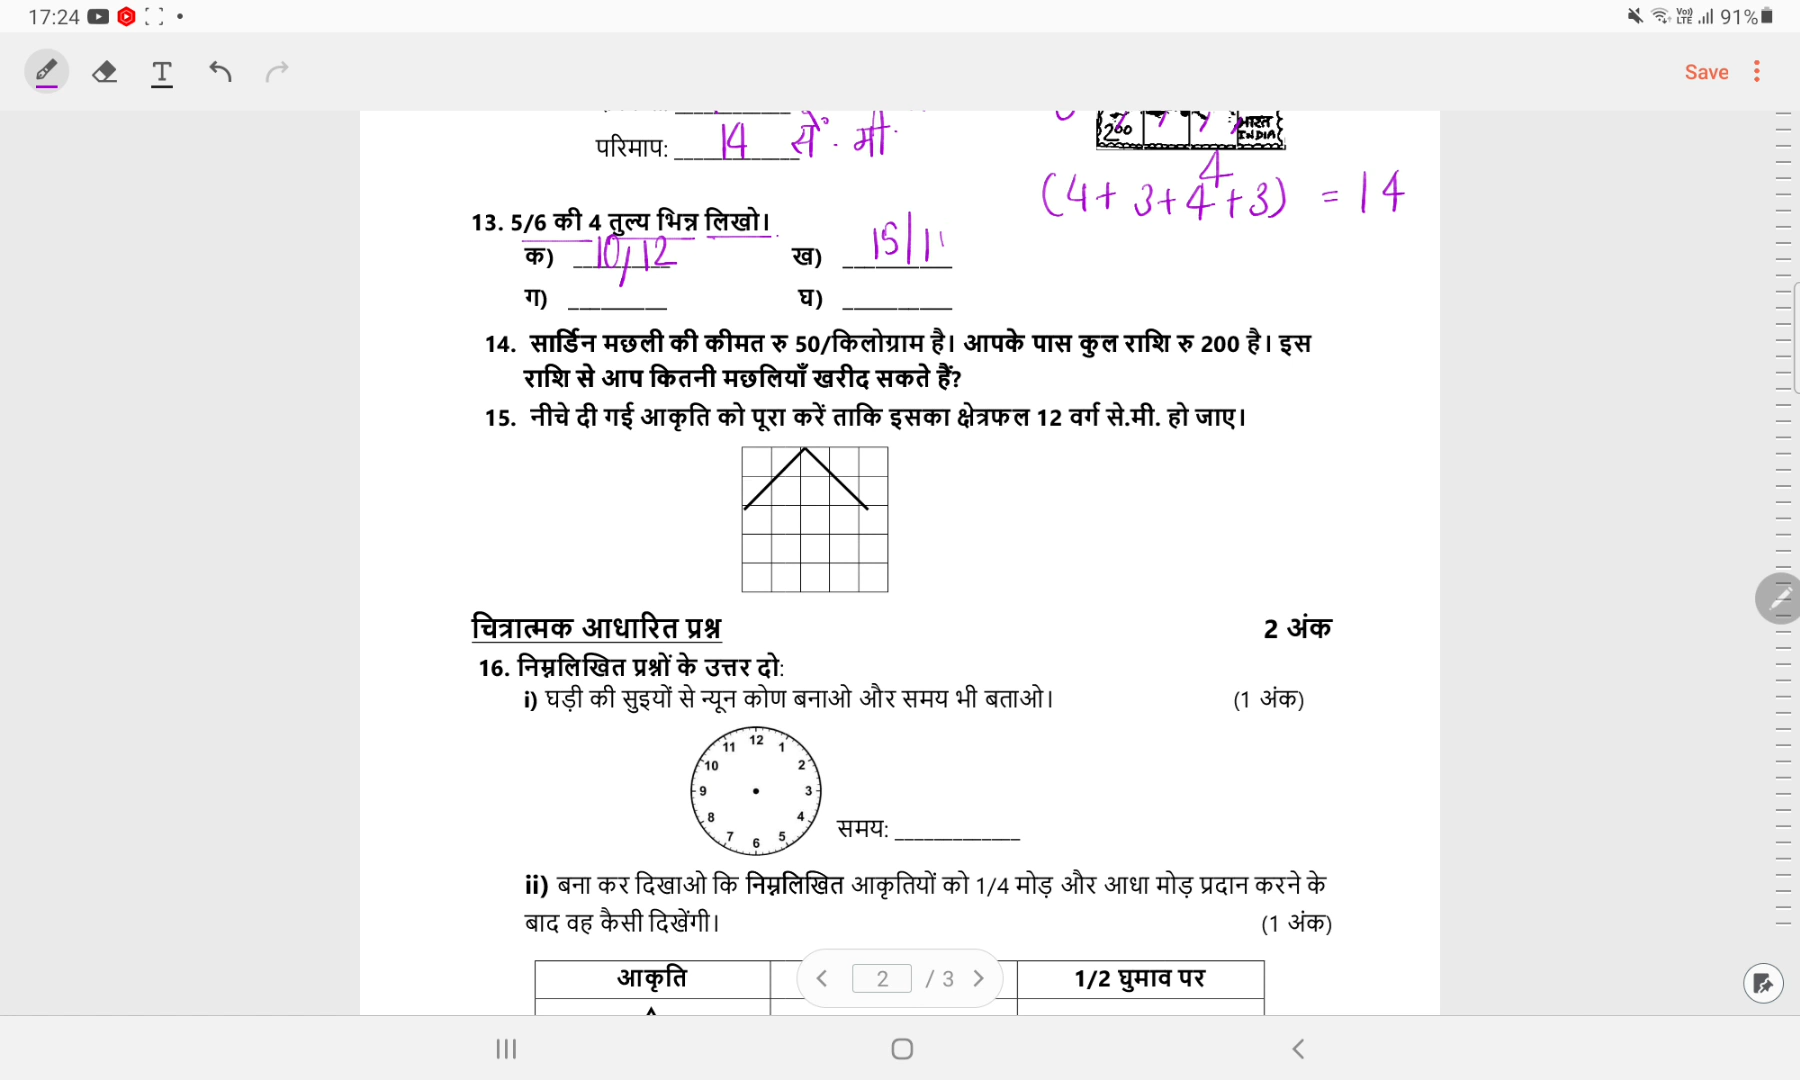 17:24
91%
Save
परिमाप: 14 से. मी.
200 भारत INDIA
4
(4+3+4+3) = 14
13. 5/6 की 4 तुल्य भिन्न लिखो।
क) 10/12 ख) 15/1
ग) ________ घ) ________
14. सार्डिन मछली की कीमत रु 50/किलोग्राम है। आपके पास कुल राशि रु 200 है। इस
राशि से आप कितनी मछलियाँ खरीद सकते हैं?
15. नीचे दी गई आकृति को पूरा करें ताकि इसका क्षेत्रफल 12 वर्ग से.मी. हो जाए।
चित्रात्मक आधारित प्रश्न 2 अंक
16. निम्नलिखित प्रश्नों के उत्तर दो:
i) घड़ी की सुइयों से न्यून कोण बनाओ और समय भी बताओ। (1 अंक)
12
11 1
10 2
9 3
8 4
7 5
6
समय: ____________
ii) बना कर दिखाओ कि निम्नलिखित आकृतियों को 1/4 मोड़ और आधा मोड़ प्रदान करने के
बाद वह कैसी दिखेंगी। (1 अंक)
आकृति 1/2 घुमाव पर
2 / 3